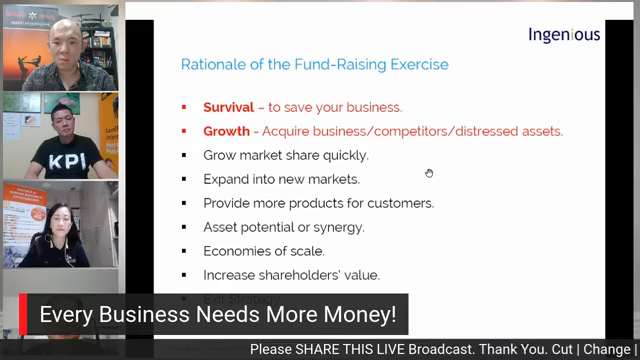 Ingenious
Rationale of the Fund-Raising Exercise
Survival – to save your business.
Growth - Acquire business/competitors/distressed assets.
Grow market share quickly.
Expand into new markets.
Provide more products for customers.
Asset potential or synergy.
Economies of scale.
Increase shareholders' value.
Exit Strategy
KPI
Every Business Needs More Money!
Please SHARE THIS LIVE Broadcast. Thank You. Cut | Change |